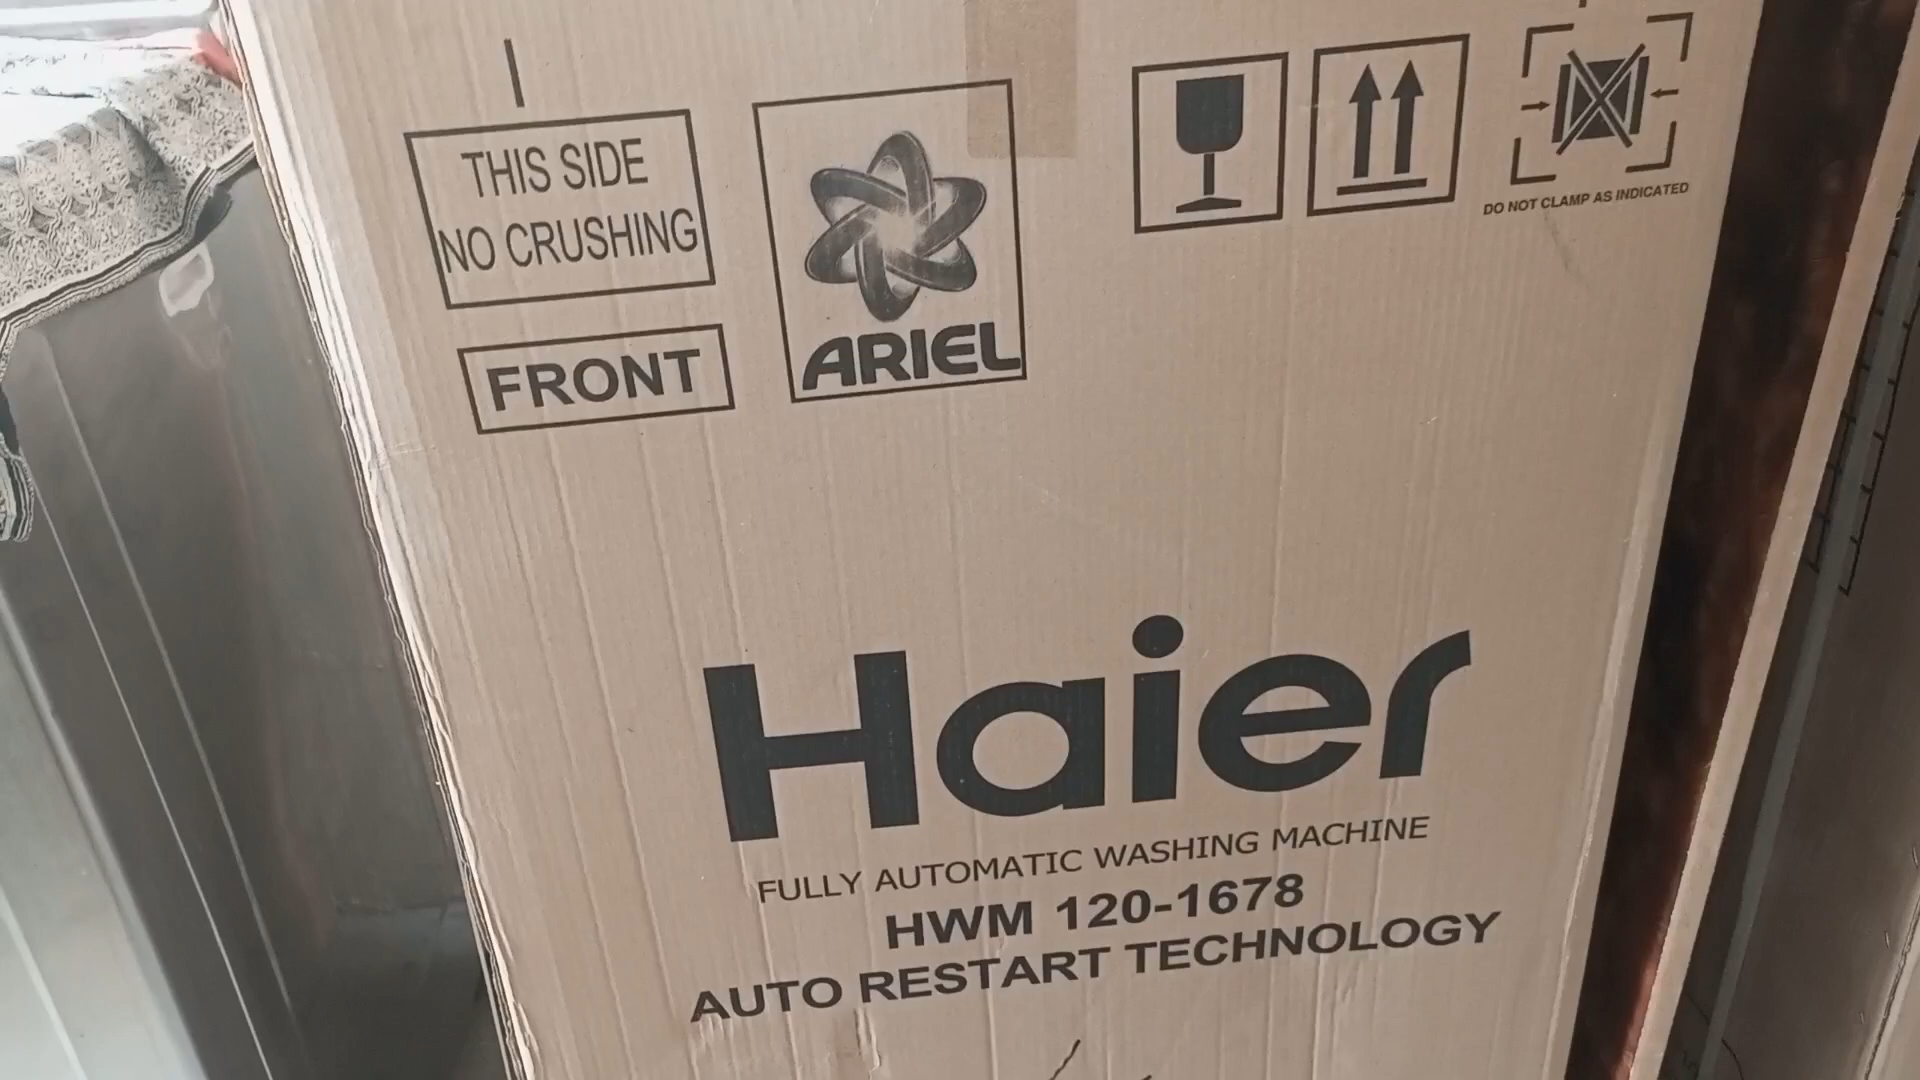 THIS SIDE
NO CRUSHING
FRONT
ARIEL
DO NOT CLAMP AS INDICATED
Haier
FULLY AUTOMATIC WASHING MACHINE
HWM 120-1678
AUTO RESTART TECHNOLOGY